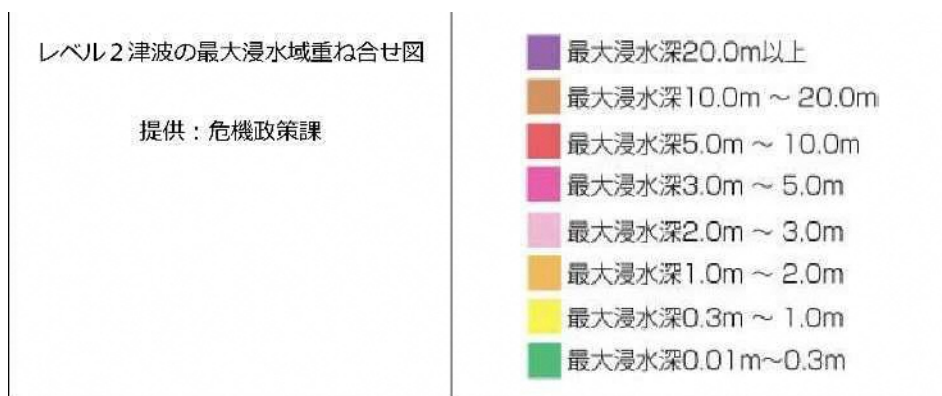 レベル2津波の最大浸水域重ね合せ図
提供：危機政策課
最大浸水深20.0m以上
最大浸水深10.0m ～ 20.0m
最大浸水深5.0m ～ 10.0m
最大浸水深3.0m ～ 5.0m
最大浸水深2.0m ～ 3.0m
最大浸水深1.0m ～ 2.0m
最大浸水深0.3m ～ 1.0m
最大浸水深0.01m～0.3m